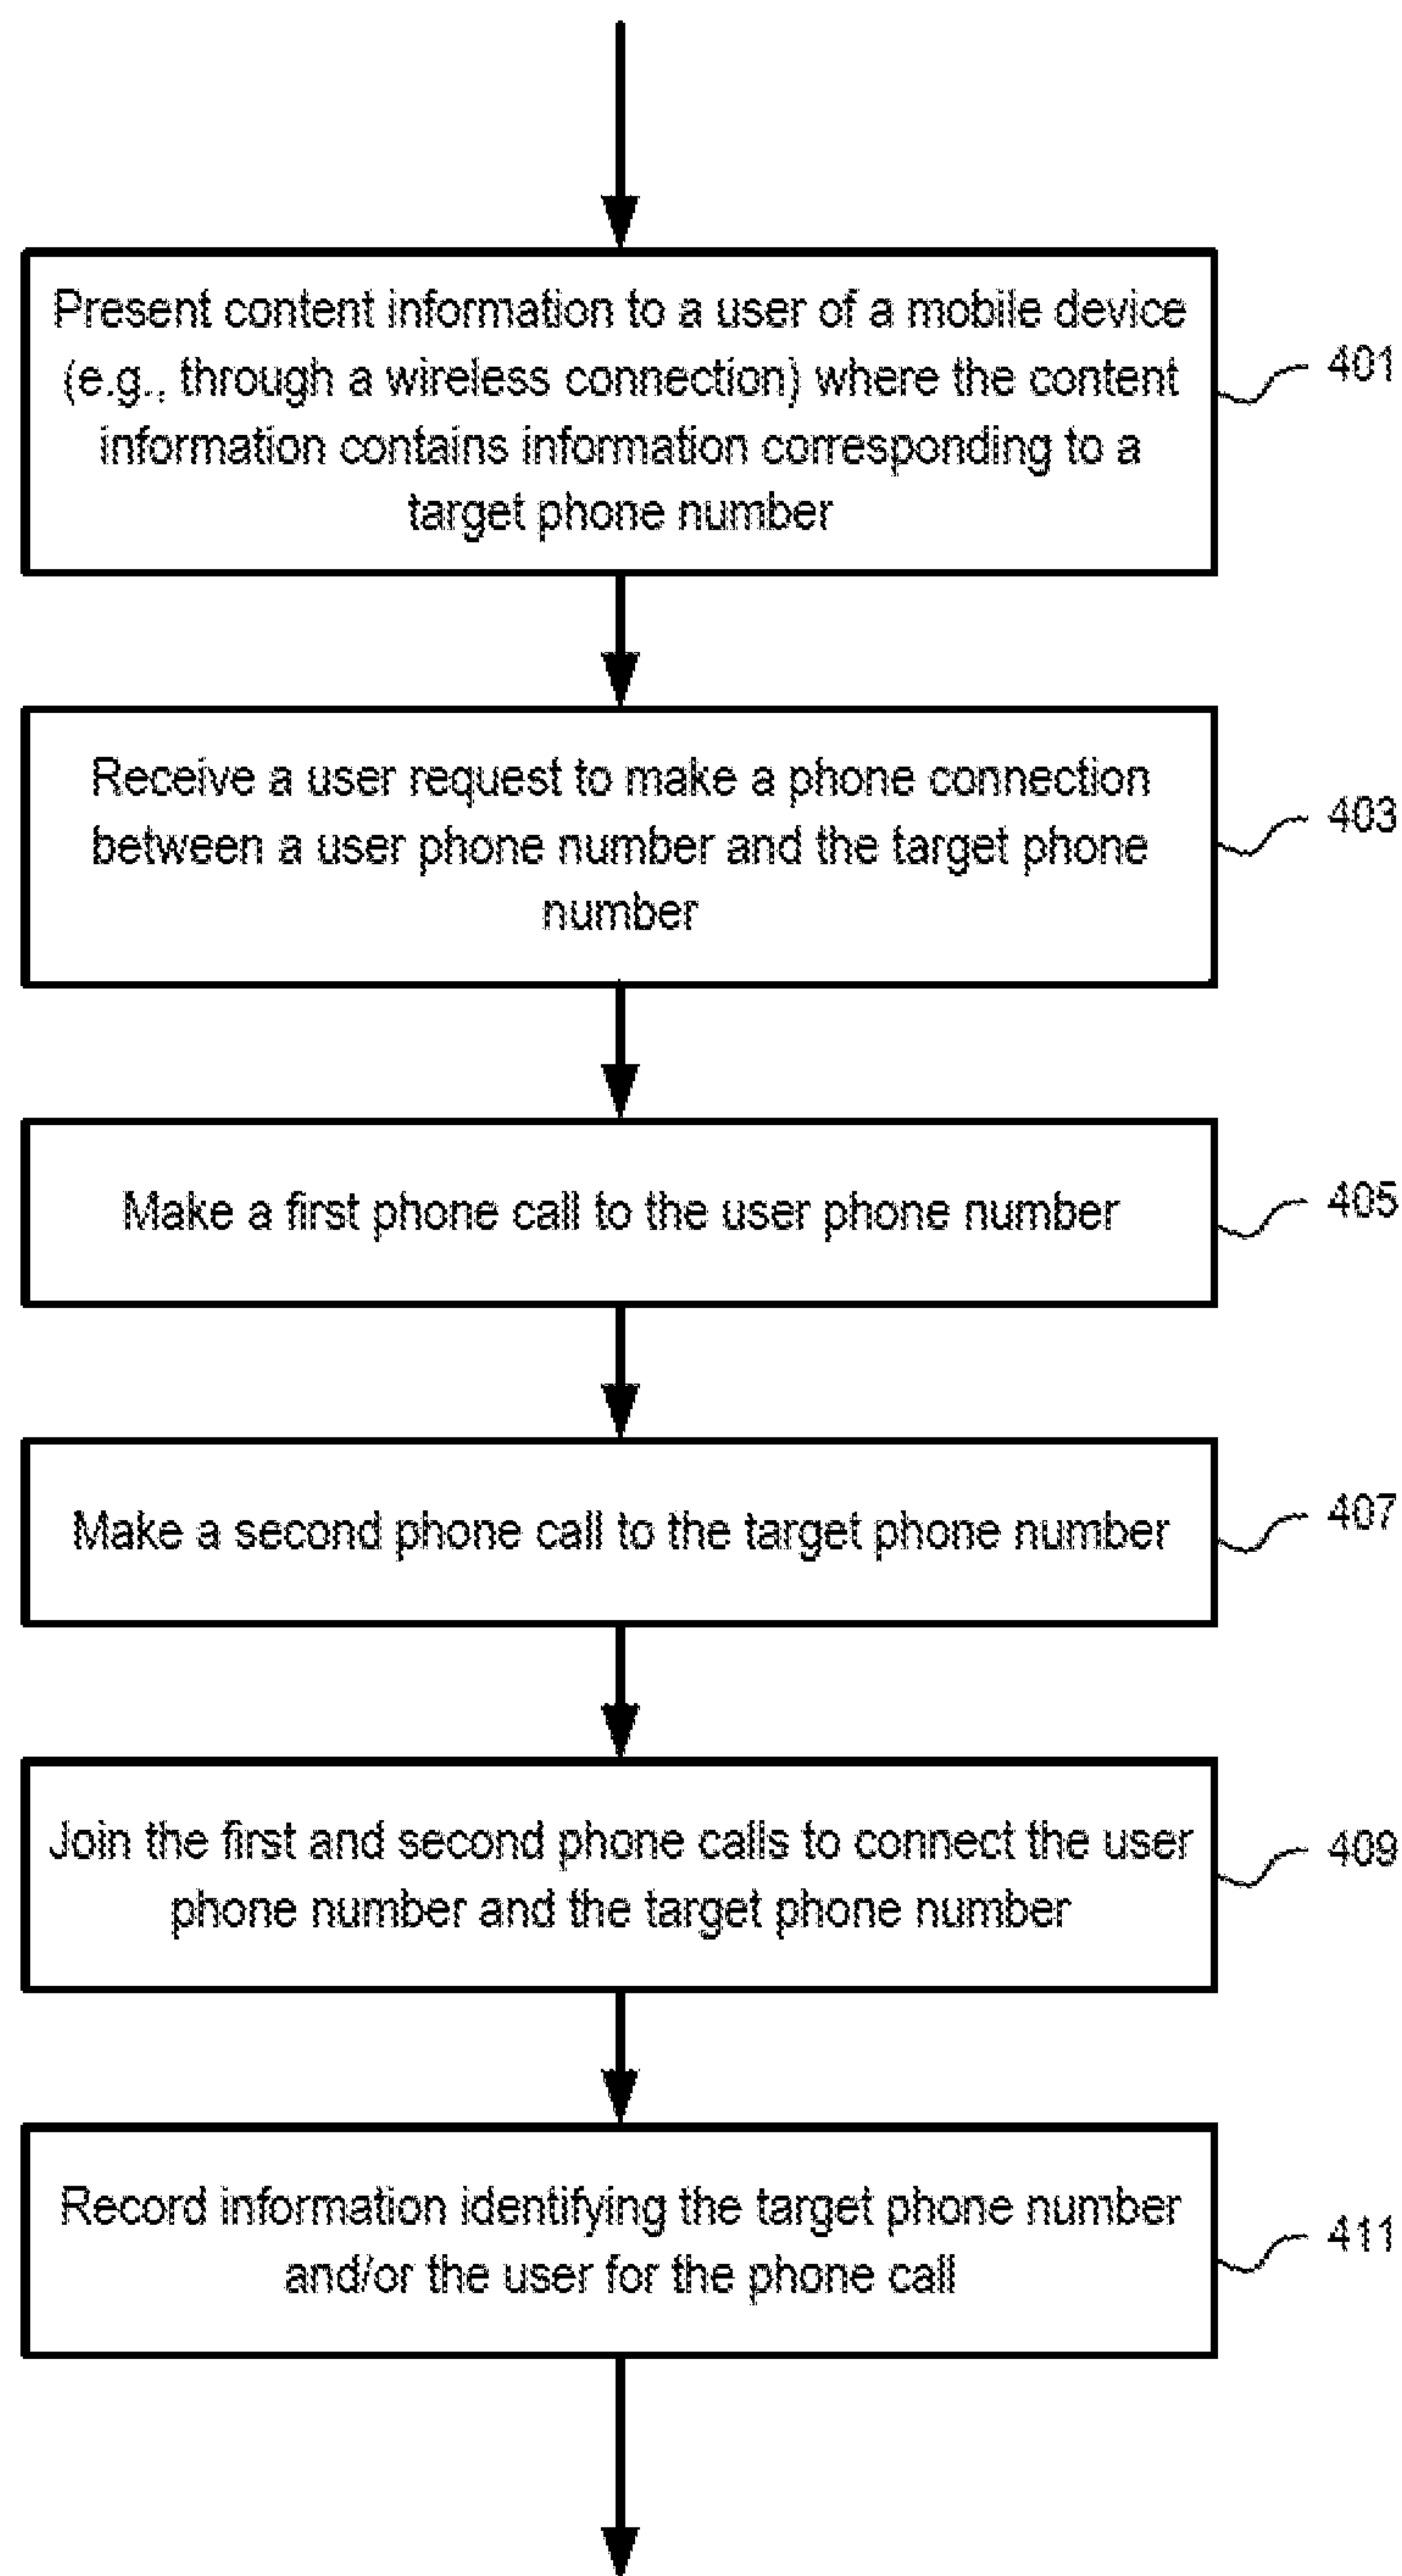 Present content information to a user of a mobile device
(e.g., through a wireless connection) where the content
information contains information corresponding to a
target phone number
401
Receive a user request to make a phone connection
between a user phone number and the target phone
number
403
Make a first phone call to the user phone number
405
Make a second phone call to the target phone number
407
Join the first and second phone calls to connect the user
phone number and the target phone number
409
Record information identifying the target phone number
and/or the user for the phone call
411